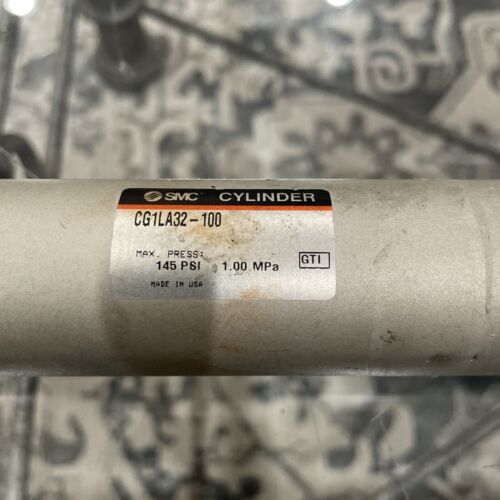 SMC CYLINDER
CG1LA32-100
MAX. PRESS:
145 PSI 1.00 MPa
GTI
MADE IN USA